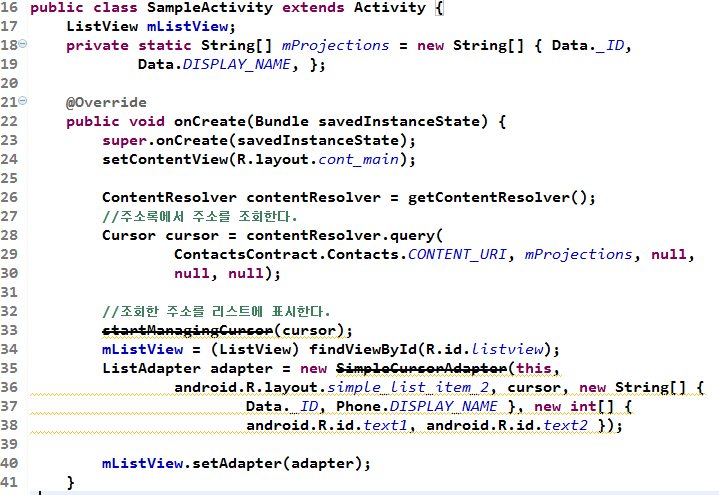 16 public class SampleActivity extends Activity {
17     ListView mListView;
18     private static String[] mProjections = new String[] { Data._ID,
19             Data.DISPLAY_NAME, };
20
21     @Override
22     public void onCreate(Bundle savedInstanceState) {
23         super.onCreate(savedInstanceState);
24         setContentView(R.layout.cont_main);
25
26         ContentResolver contentResolver = getContentResolver();
27         //주소록에서 주소를 조회한다.
28         Cursor cursor = contentResolver.query(
29                 ContactsContract.Contacts.CONTENT_URI, mProjections, null,
30                 null, null);
31
32         //조회한 주소를 리스트에 표시한다.
33         startManagingCursor(cursor);
34         mListView = (ListView) findViewById(R.id.listview);
35         ListAdapter adapter = new SimpleCursorAdapter(this,
36                 android.R.layout.simple_list_item_2, cursor, new String[] {
37                         Data._ID, Phone.DISPLAY_NAME }, new int[] {
38                         android.R.id.text1, android.R.id.text2 });
39
40         mListView.setAdapter(adapter);
41     }